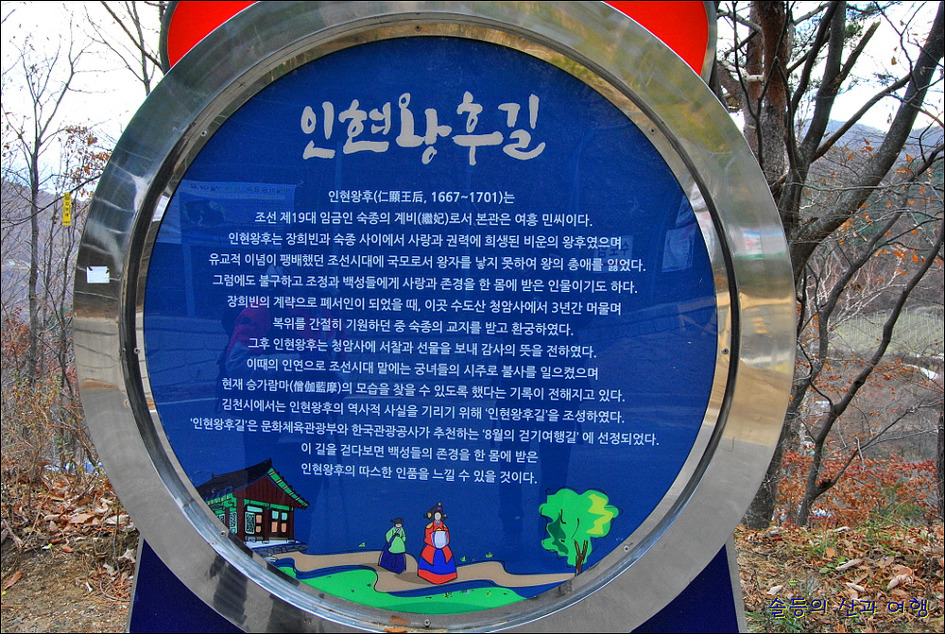 인현왕후길
인현왕후(仁顯王后, 1667~1701)는
조선 제19대 임금인 숙종의 계비(繼妃)로서 본관은 여흥 민씨이다.
인현왕후는 장희빈과 숙종 사이에서 사랑과 권력에 희생된 비운의 왕후였으며
유교적 이념이 팽배했던 조선시대에 국모로서 왕자를 낳지 못하여 왕의 총애를 잃었다.
그럼에도 불구하고 조정과 백성들에게 사랑과 존경을 한 몸에 받은 인물이기도 하다.
장희빈의 계략으로 폐서인이 되었을 때, 이곳 수도산 청암사에서 3년간 머물며
복위를 간절히 기원하던 중 숙종의 교지를 받고 환궁하였다.
그후 인현왕후는 청암사에 서찰과 선물을 보내 감사의 뜻을 전하였다.
이때의 인연으로 조선시대 말에는 궁녀들의 시주로 불사를 일으켰으며
현재 승가람마(僧伽藍摩)의 모습을 찾을 수 있도록 했다는 기록이 전해지고 있다.
김천시에서는 인현왕후의 역사적 사실을 기리기 위해 '인현왕후길'을 조성하였다.
'인현왕후길'은 문화체육관광부와 한국관광공사가 추천하는 '8월의 걷기여행길' 에 선정되었다.
이 길을 걷다보면 백성들의 존경을 한 몸에 받은
인현왕후의 따스한 인품을 느낄 수 있을 것이다.
솔등의 산과 여행